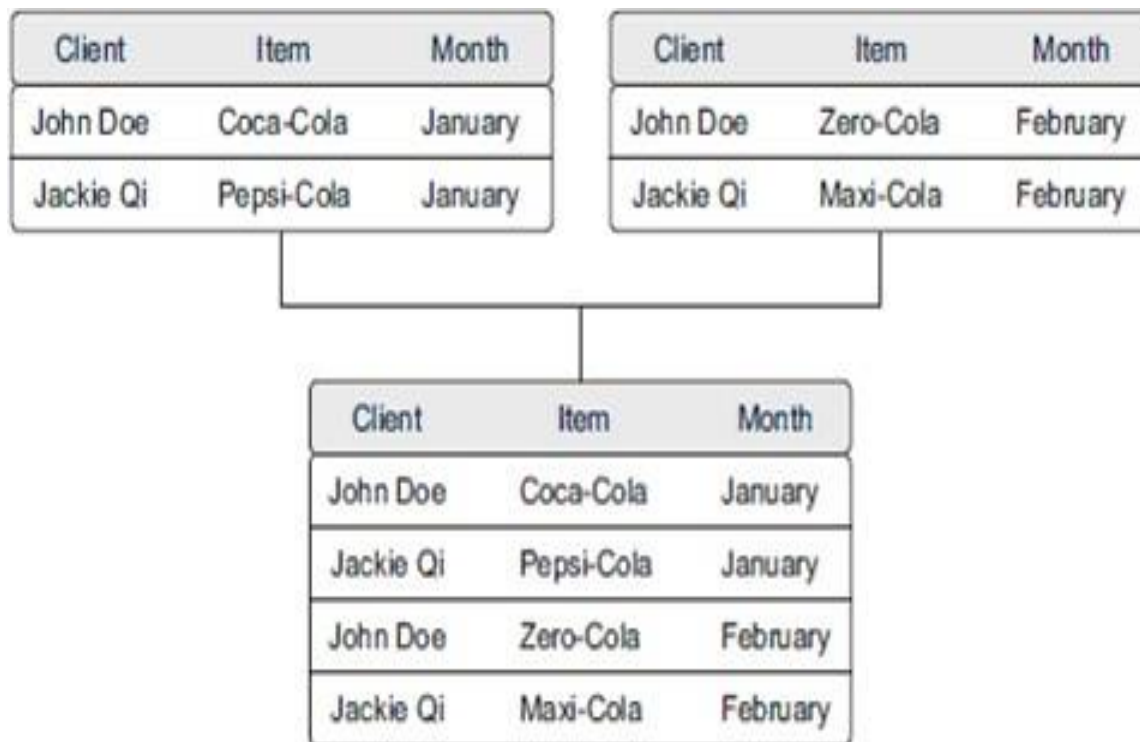 Client Item Month
John Doe Coca-Cola January
Jackie Qi Pepsi-Cola January
Client Item Month
John Doe Zero-Cola February
Jackie Qi Maxi-Cola February
Client Item Month
John Doe Coca-Cola January
Jackie Qi Pepsi-Cola January
John Doe Zero-Cola February
Jackie Qi Maxi-Cola February